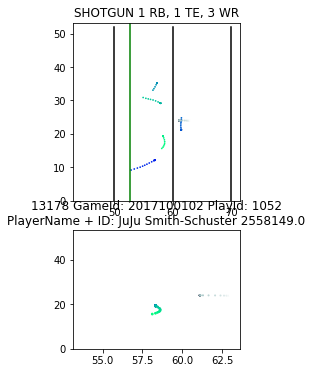 SHOTGUN 1 RB, 1 TE, 3 WR
50
40
30
20
10
0
50 60 70
13178 GameId: 2017100102 PlayId: 1052
PlayerName + ID: JuJu Smith-Schuster 2558149.0
40
20
0
55.0 57.5 60.0 62.5